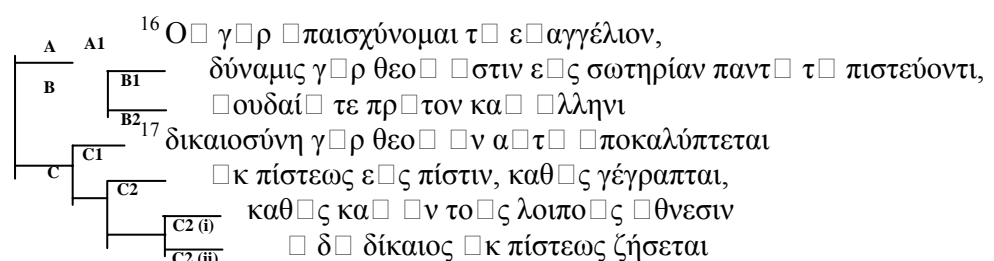 A A1 16 Ο□ γ□ρ □παισχύνομαι τ□ ε□αγγέλιον,
B B1 δύναμις γ□ρ θεο□ □στιν ε□ς σωτηρίαν παντ□ τ□ πιστεύοντι,
B2 □ουδαί□ τε πρ□τον κα□ □λληνι
C C1 17 δικαιοσύνη γ□ρ θεο□ □ν α□τ□ □ποκαλύπτεται
C2 □κ πίστεως ε□ς πίστιν, καθ□ς γέγραπται,
C2 (i) καθ□ς κα□ □ν το□ς λοιπο□ς □θνεσιν
C2 (ii) □ δ□ δίκαιος □κ πίστεως ζήσεται